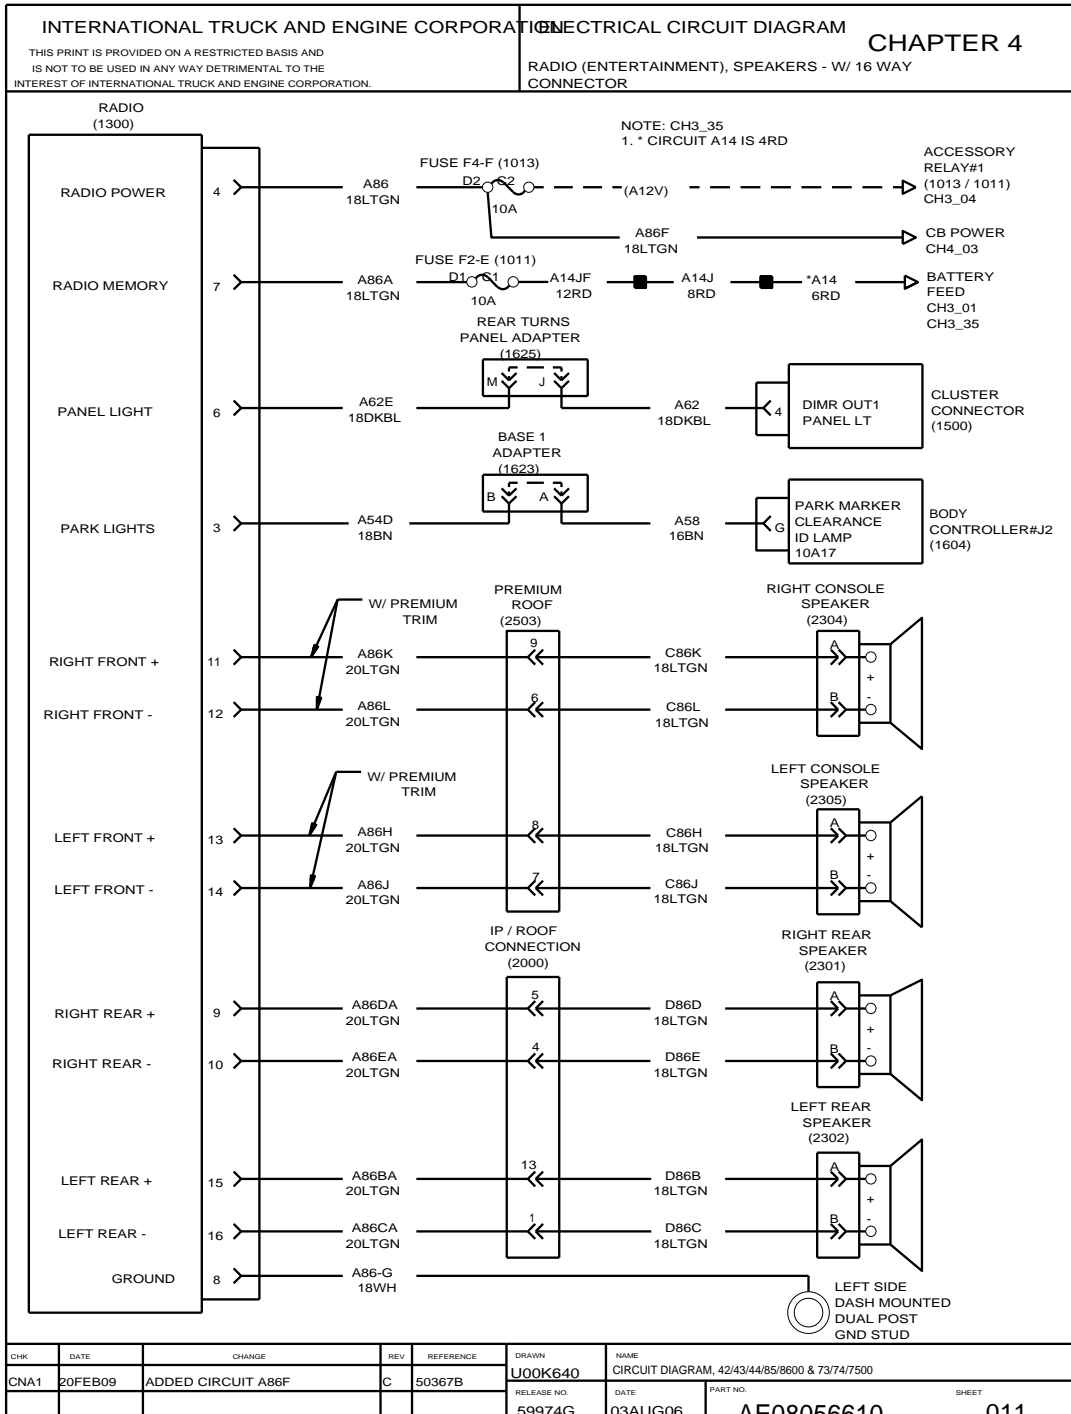 INTERNATIONAL TRUCK AND ENGINE CORPORATION
THIS PRINT IS PROVIDED ON A RESTRICTED BASIS AND
IS NOT TO BE USED IN ANY WAY DETRIMENTAL TO THE
INTEREST OF INTERNATIONAL TRUCK AND ENGINE CORPORATION.
ELECTRICAL CIRCUIT DIAGRAM
CHAPTER 4
RADIO (ENTERTAINMENT), SPEAKERS - W/ 16 WAY
CONNECTOR
RADIO
(1300)
NOTE: CH3_35
1. * CIRCUIT A14 IS 4RD
RADIO POWER
4
A86
18LTGN
FUSE F4-F (1013)
D2 C2
10A
(A12V)
ACCESSORY
RELAY#1
(1013 / 1011)
CH3_04
A86F
18LTGN
CB POWER
CH4_03
RADIO MEMORY
7
A86A
18LTGN
FUSE F2-E (1011)
D1 C1
10A
A14JF
12RD
A14J
8RD
*A14
6RD
BATTERY
FEED
CH3_01
CH3_35
REAR TURNS
PANEL ADAPTER
(1625)
M J
PANEL LIGHT
6
A62E
18DKBL
A62
18DKBL
4
DIMR OUT1
PANEL LT
CLUSTER
CONNECTOR
(1500)
BASE 1
ADAPTER
(1623)
B A
PARK LIGHTS
3
A54D
18BN
A58
16BN
G
PARK MARKER
CLEARANCE
ID LAMP
10A17
BODY
CONTROLLER#J2
(1604)
W/ PREMIUM
TRIM
PREMIUM
ROOF
(2503)
RIGHT CONSOLE
SPEAKER
(2304)
RIGHT FRONT +
11
A86K
20LTGN
9
C86K
18LTGN
A
+
RIGHT FRONT -
12
A86L
20LTGN
6
C86L
18LTGN
B
-
W/ PREMIUM
TRIM
LEFT CONSOLE
SPEAKER
(2305)
LEFT FRONT +
13
A86H
20LTGN
8
C86H
18LTGN
A
+
LEFT FRONT -
14
A86J
20LTGN
7
C86J
18LTGN
B
-
IP / ROOF
CONNECTION
(2000)
RIGHT REAR
SPEAKER
(2301)
RIGHT REAR +
9
A86DA
20LTGN
5
D86D
18LTGN
A
+
RIGHT REAR -
10
A86EA
20LTGN
4
D86E
18LTGN
B
-
LEFT REAR
SPEAKER
(2302)
LEFT REAR +
15
A86BA
20LTGN
13
D86B
18LTGN
A
+
LEFT REAR -
16
A86CA
20LTGN
1
D86C
18LTGN
B
-
GROUND
8
A86-G
18WH
LEFT SIDE
DASH MOUNTED
DUAL POST
GND STUD
CHK DATE CHANGE REV REFERENCE
CNA1 20FEB09 ADDED CIRCUIT A86F C 50367B
DRAWN
U00K640
NAME
CIRCUIT DIAGRAM, 42/43/44/85/8600 & 73/74/7500
RELEASE NO.
59974G
DATE
03AUG06
PART NO.
AE08056610
SHEET
011